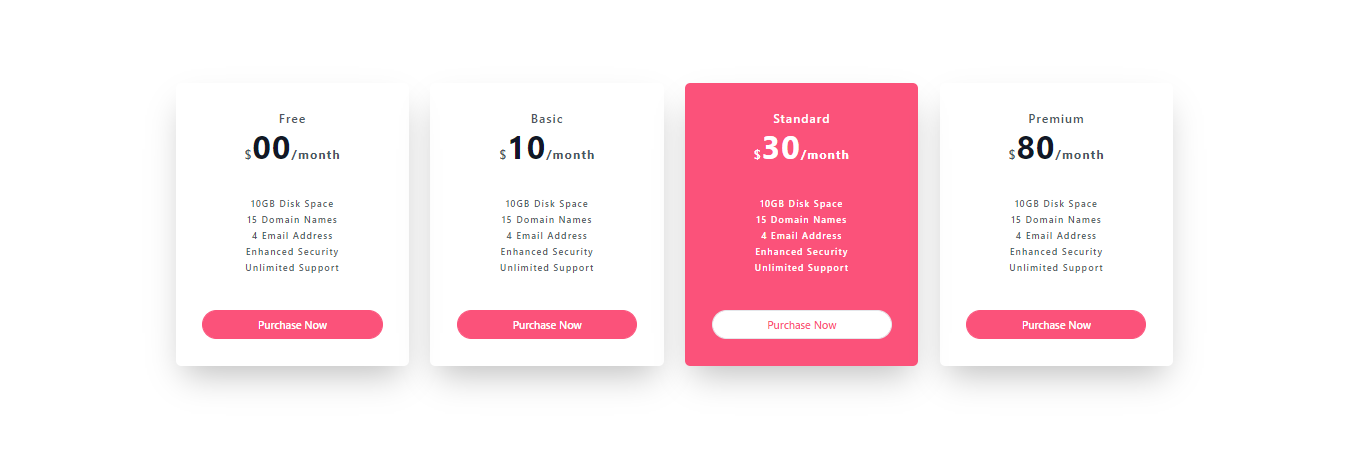 Free
$00/month
10GB Disk Space
15 Domain Names
4 Email Address
Enhanced Security
Unlimited Support
Purchase Now
Basic
$10/month
10GB Disk Space
15 Domain Names
4 Email Address
Enhanced Security
Unlimited Support
Purchase Now
Standard
$30/month
10GB Disk Space
15 Domain Names
4 Email Address
Enhanced Security
Unlimited Support
Purchase Now
Premium
$80/month
10GB Disk Space
15 Domain Names
4 Email Address
Enhanced Security
Unlimited Support
Purchase Now